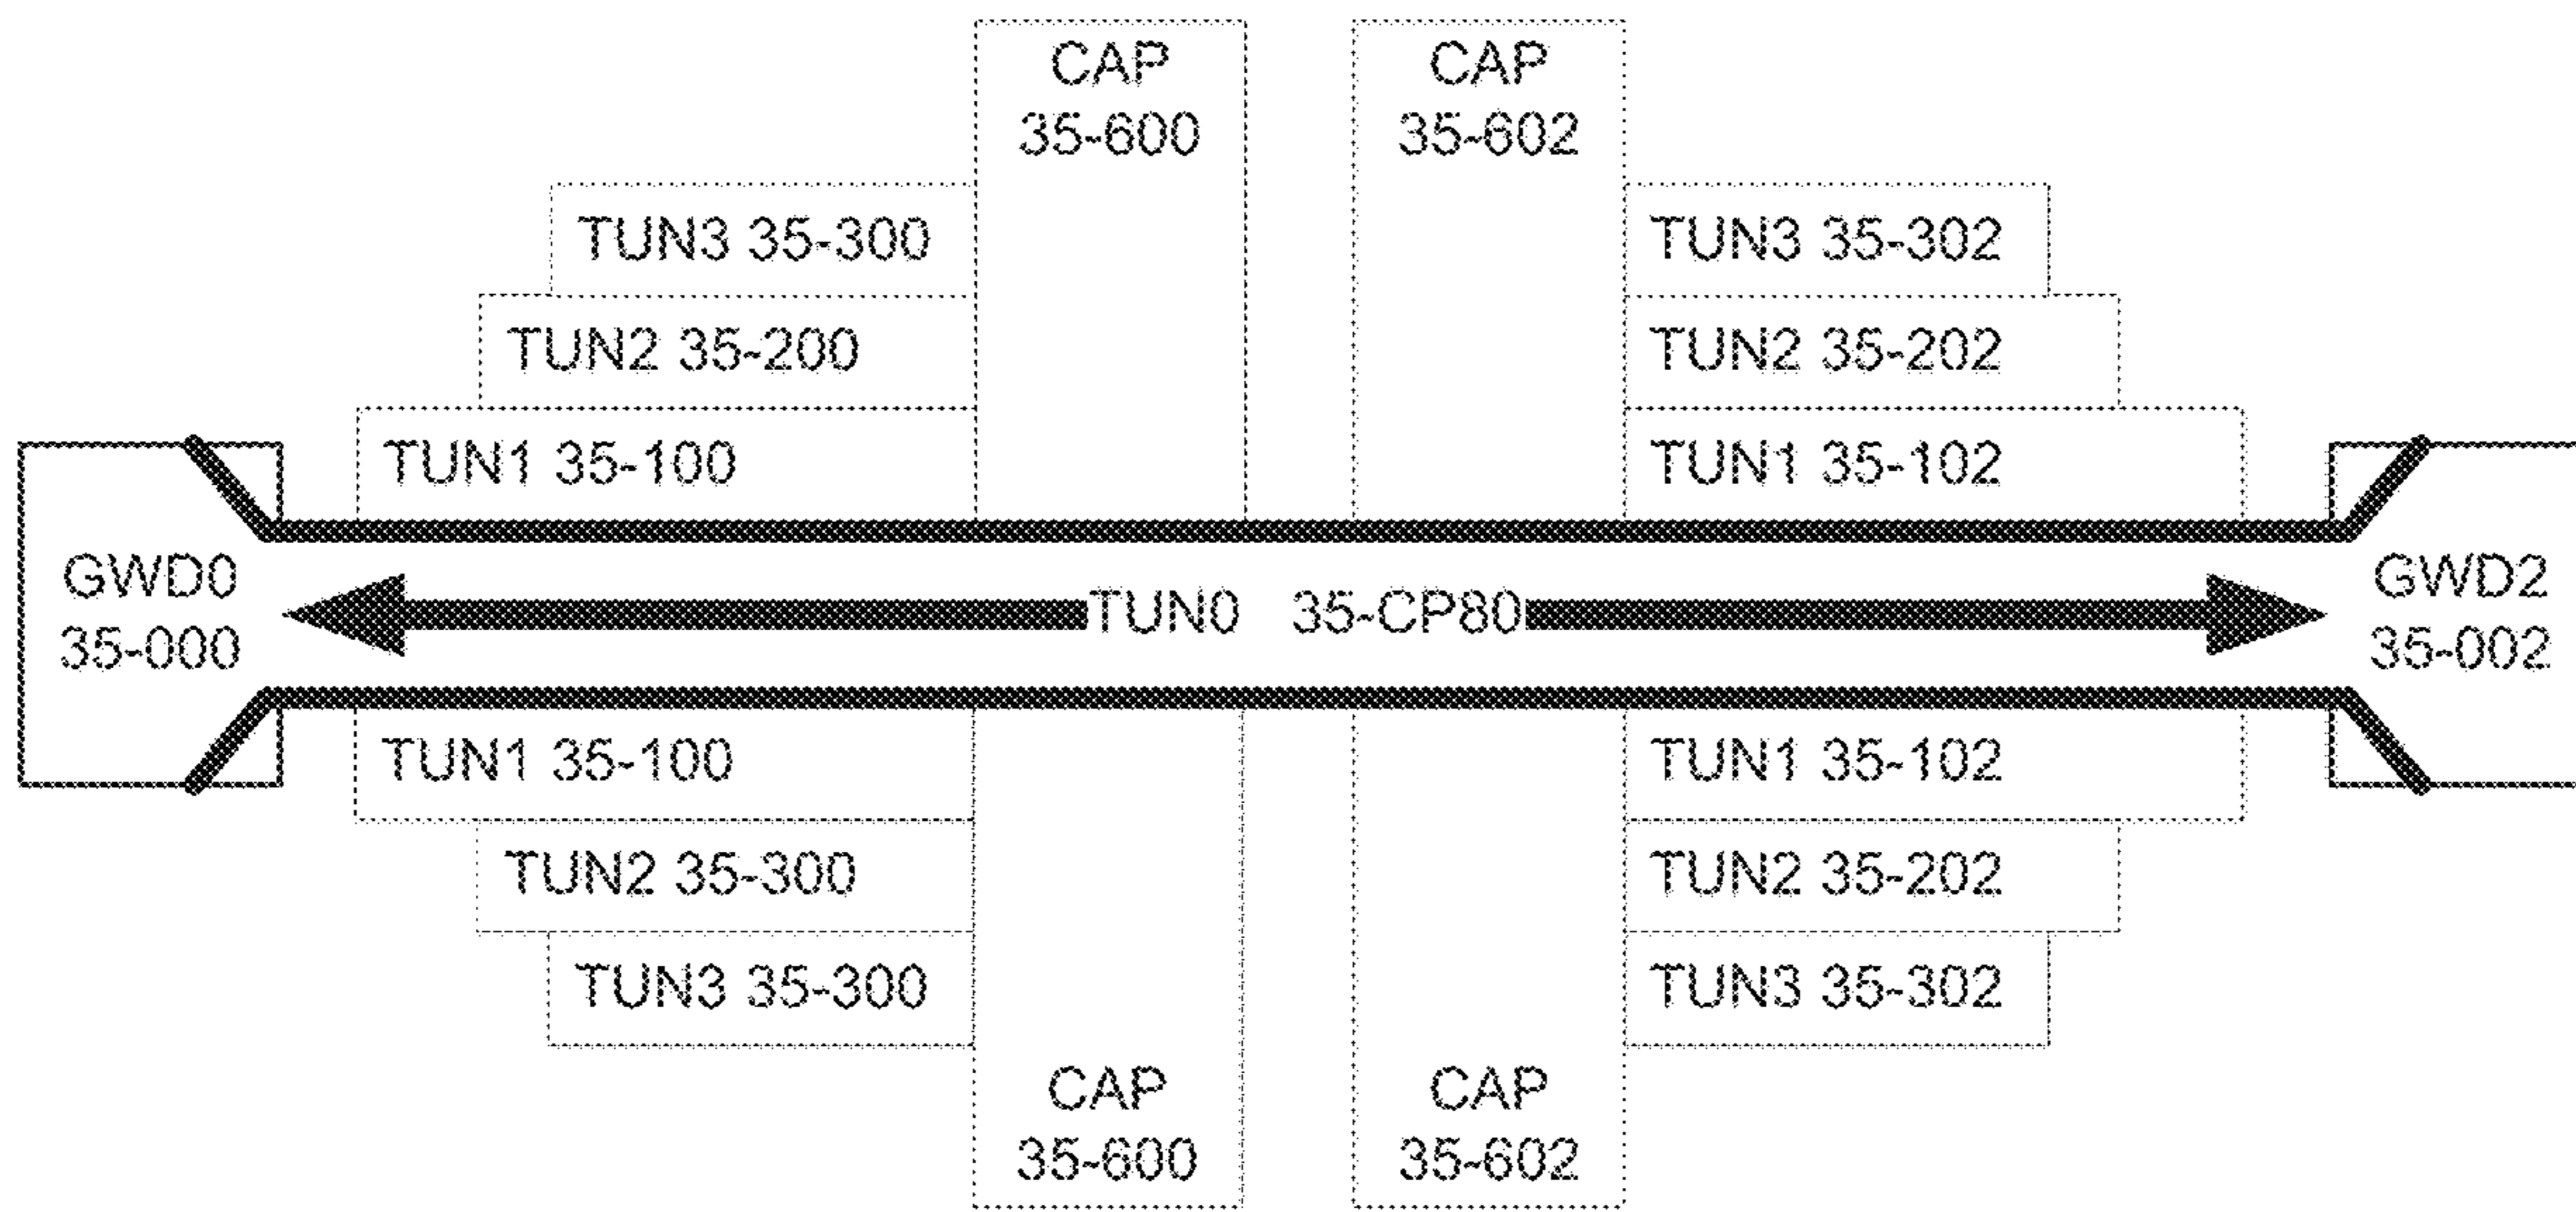 CAP
35-600
CAP
35-602
TUN3 35-300
TUN3 35-302
TUN2 35-200
TUN2 35-202
TUN1 35-100
TUN1 35-102
GWD0
35-000
TUN0 35-CP80
GWD2
35-002
TUN1 35-100
TUN1 35-102
TUN2 35-300
TUN2 35-202
TUN3 35-300
TUN3 35-302
CAP
35-600
CAP
35-602